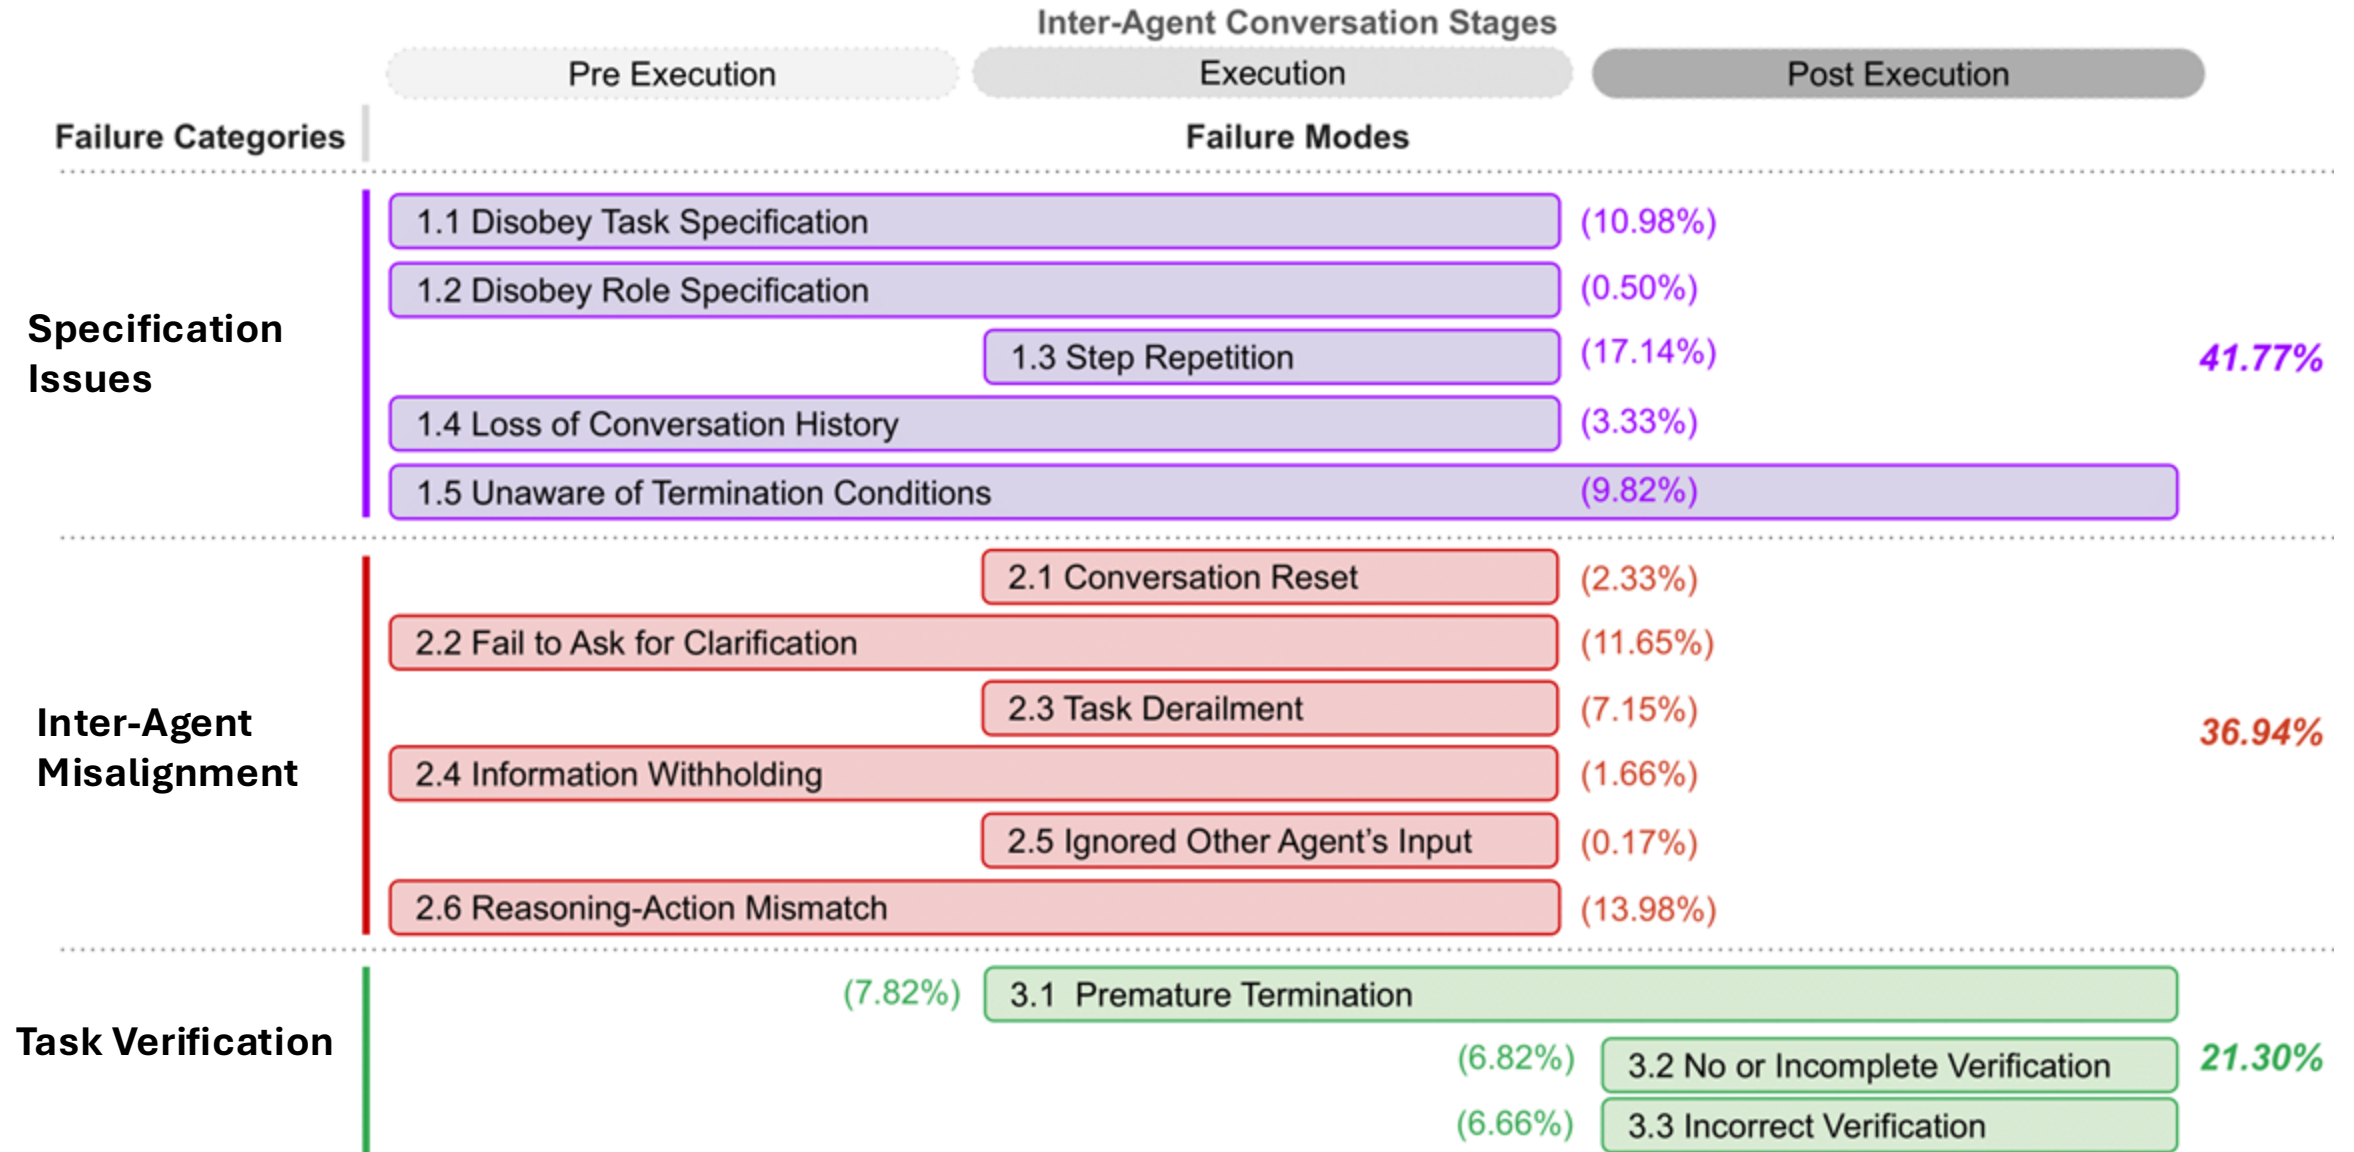 Inter-Agent Conversation Stages
Pre Execution
Execution
Post Execution
Failure Categories
Failure Modes
Specification
Issues
1.1 Disobey Task Specification
(10.98%)
1.2 Disobey Role Specification
(0.50%)
1.3 Step Repetition
(17.14%)
1.4 Loss of Conversation History
(3.33%)
1.5 Unaware of Termination Conditions
(9.82%)
41.77%
Inter-Agent
Misalignment
2.1 Conversation Reset
(2.33%)
2.2 Fail to Ask for Clarification
(11.65%)
2.3 Task Derailment
(7.15%)
2.4 Information Withholding
(1.66%)
2.5 Ignored Other Agent’s Input
(0.17%)
2.6 Reasoning-Action Mismatch
(13.98%)
36.94%
Task Verification
(7.82%)
3.1 Premature Termination
(6.82%)
3.2 No or Incomplete Verification
(6.66%)
3.3 Incorrect Verification
21.30%